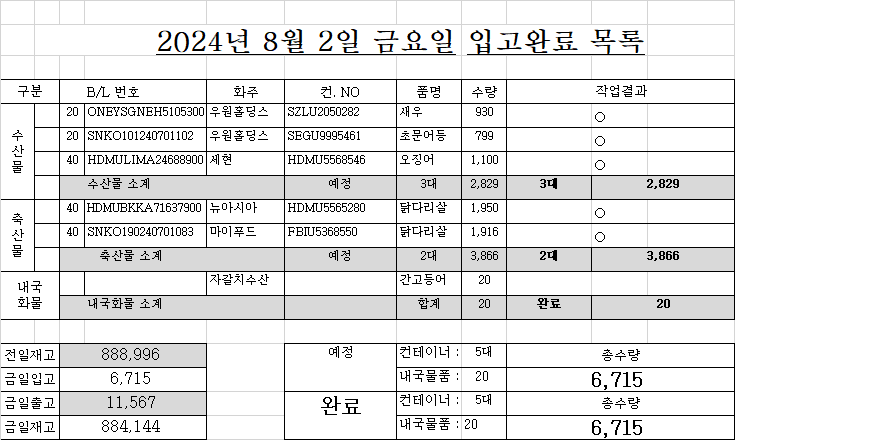 2024년 8월 2일 금요일 입고완료 목록
구분 B/L 번호 화주 컨. NO 품명 수량 작업결과
수산물
20 ONEYSGNEH5105300 우원홀딩스 SZLU2050282 새우 930 ○
20 SNKO101240701102 우원홀딩스 SEGU9995461 초문어등 799 ○
40 HDMULIMA24688900 세현 HDMU5568546 오징어 1,100 ○
수산물 소계 예정 3대 2,829 3대 2,829
축산물
40 HDMUBKKA71637900 뉴아시아 HDMU5565280 닭다리살 1,950 ○
40 SNKO190240701083 마이푸드 FBIU5368550 닭다리살 1,916 ○
축산물 소계 예정 2대 3,866 2대 3,866
내국화물
자갈치수산 간고등어 20
내국화물 소계 합계 20 완료 20
전일재고 888,996 예정 컨테이너 : 5대 총수량
금일입고 6,715 내국물품 : 20 6,715
금일출고 11,567 완료 컨테이너 : 5대 총수량
금일재고 884,144 내국물품 : 20 6,715